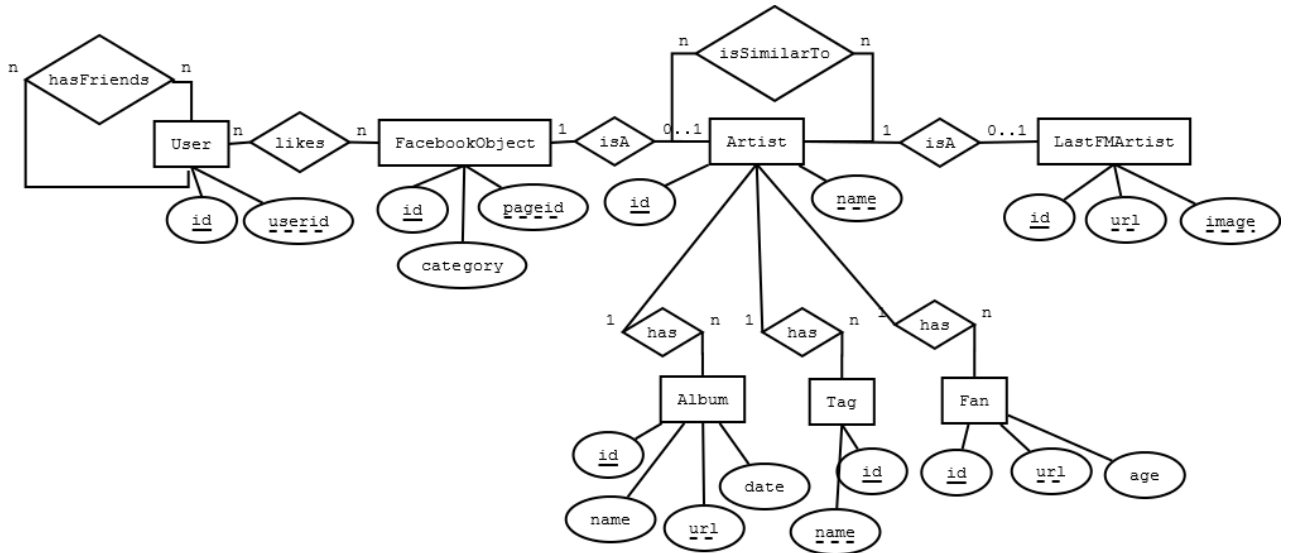 n n
hasFriends
n isSimilarTo n
User
n likes n
FacebookObject
1 isA 0..1
Artist
1 isA 0..1
LastFMArtist
id userid
id pageid
category
id name
id url image
1 has n
1 has n
1 has n
Album
Tag
Fan
id
name
url
date
id
name
id
url
age